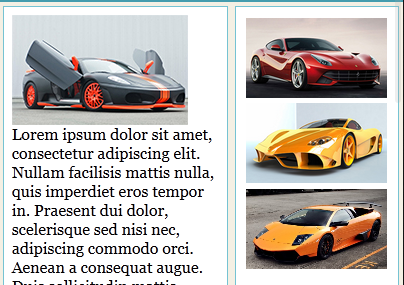 Lorem ipsum dolor sit amet,
consectetur adipiscing elit.
Nullam facilisis mattis nulla,
quis imperdiet eros tempor
in. Praesent dui dolor,
scelerisque sed nisi nec,
adipiscing commodo orci.
Aenean a consequat augue.
Duis sollicitudin mattis